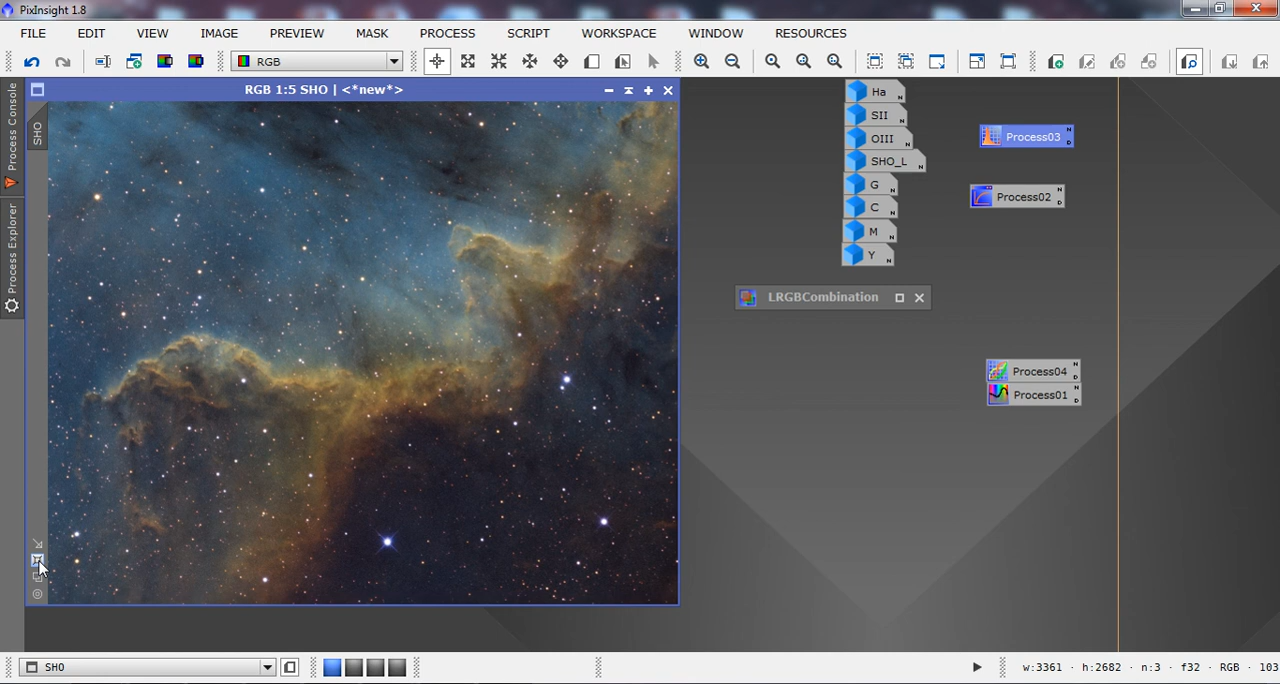 PixInsight 1.8
FILE EDIT VIEW IMAGE PREVIEW MASK PROCESS SCRIPT WORKSPACE WINDOW RESOURCES
RGB
RGB 1:5 SHO | <*new*>
Process Console
Process Explorer
SHO
Ha N
SII N
OIII N
SHO_L N
G N
C N
M N
Y N
Process03 N D
Process02 N D
LRGBCombination
Process04 N D
Process01 N D
SHO
w:3361 · h:2682 · n:3 · f32 · RGB · 103